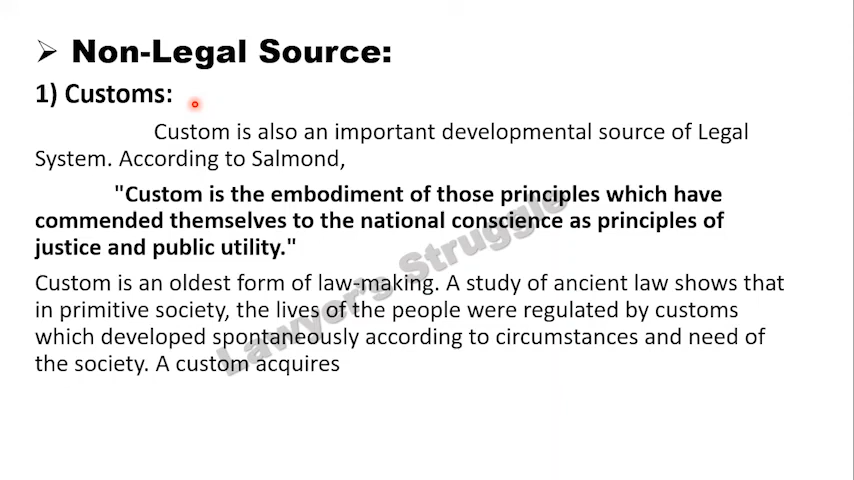 ➢ Non-Legal Source:
1) Customs:
Custom is also an important developmental source of Legal
System. According to Salmond,
"Custom is the embodiment of those principles which have
commended themselves to the national conscience as principles of
justice and public utility."
Custom is an oldest form of law-making. A study of ancient law shows that
in primitive society, the lives of the people were regulated by customs
which developed spontaneously according to circumstances and need of
the society. A custom acquires
Lawyer's Struggle